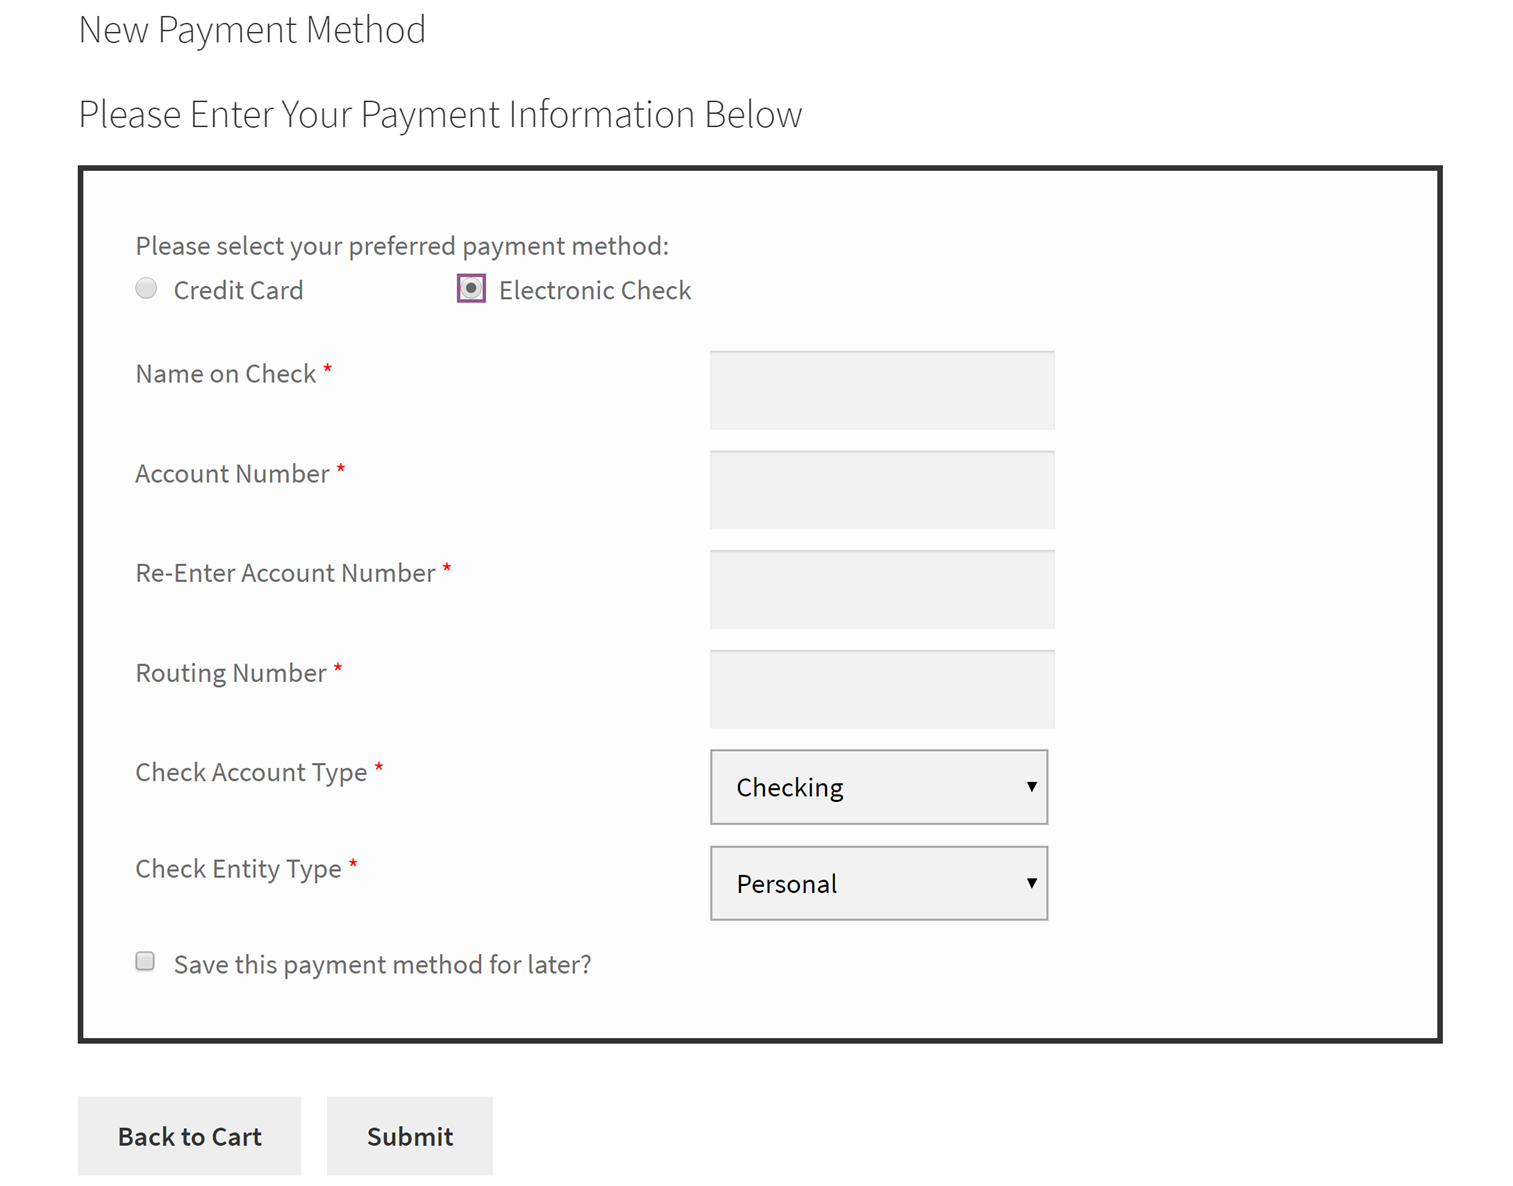 New Payment Method
Please Enter Your Payment Information Below
Please select your preferred payment method:
Credit Card Electronic Check
Name on Check *
Account Number *
Re-Enter Account Number *
Routing Number *
Check Account Type * Checking
Check Entity Type * Personal
Save this payment method for later?
Back to Cart Submit